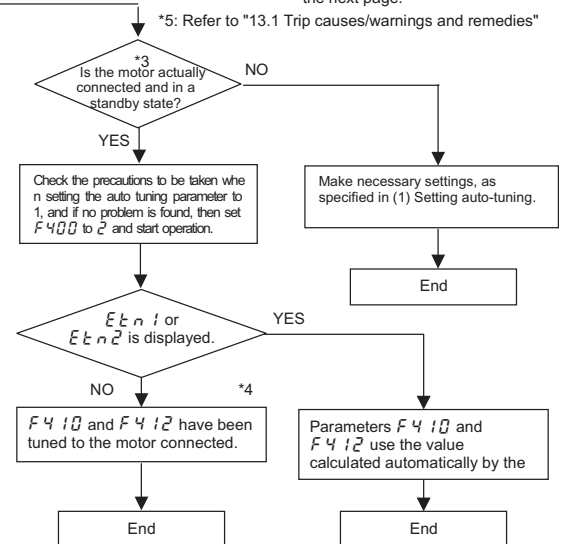 the next page.
*5: Refer to "13.1 Trip causes/warnings and remedies"
*3
Is the motor actually
connected and in a
standby state?
NO
YES
Check the precautions to be taken whe
n setting the auto tuning parameter to
1, and if no problem is found, then set
F400 to 2 and start operation.
Make necessary settings, as
specified in (1) Setting auto-tuning.
End
Etn1 or
Etn2 is displayed.
YES
NO
*4
F410 and F412 have been
tuned to the motor connected.
Parameters F410 and
F412 use the value
calculated automatically by the
End
End